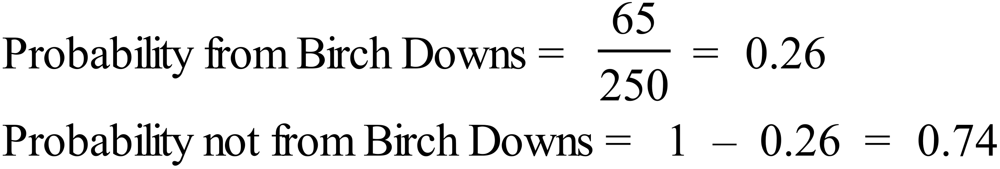 Probability from Birch Downs = 65/250 = 0.26
Probability not from Birch Downs = 1 – 0.26 = 0.74